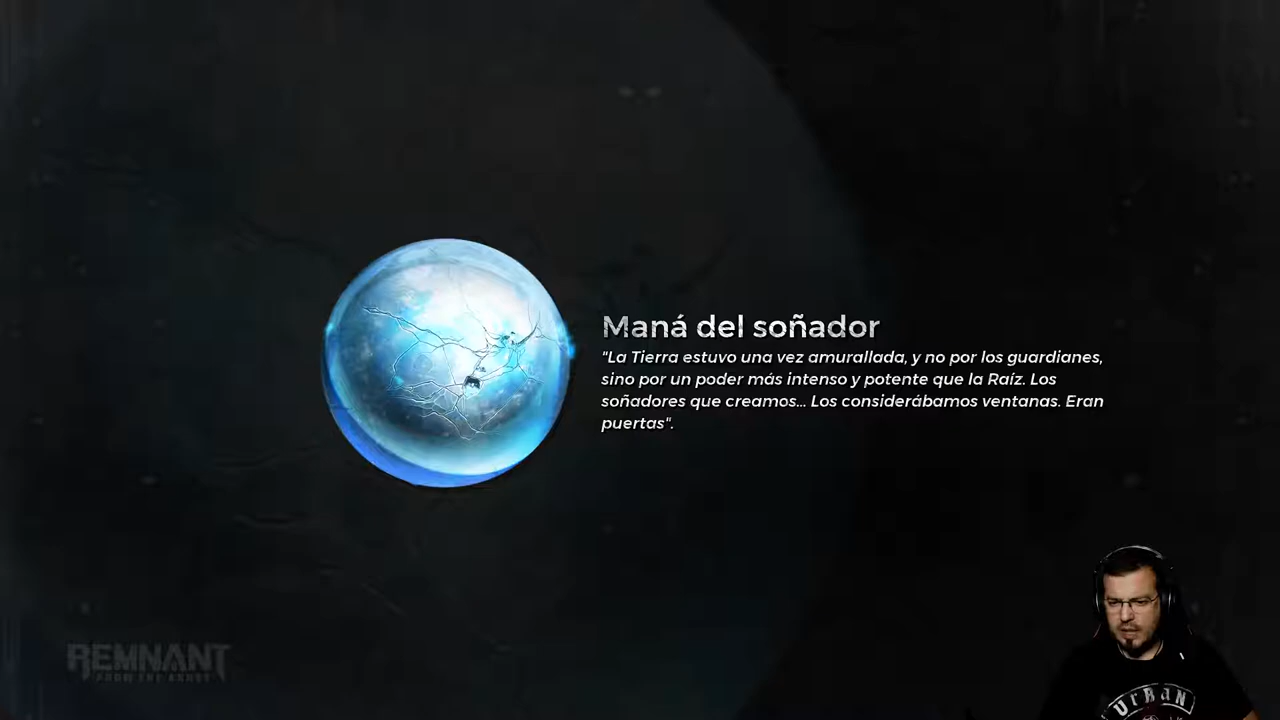 Maná del soñador
"La Tierra estuvo una vez amurallada, y no por los guardianes,
sino por un poder más intenso y potente que la Raíz. Los
soñadores que creamos... Los considerábamos ventanas. Eran
puertas".
REMNANT
FROM THE ASHES
URBAN